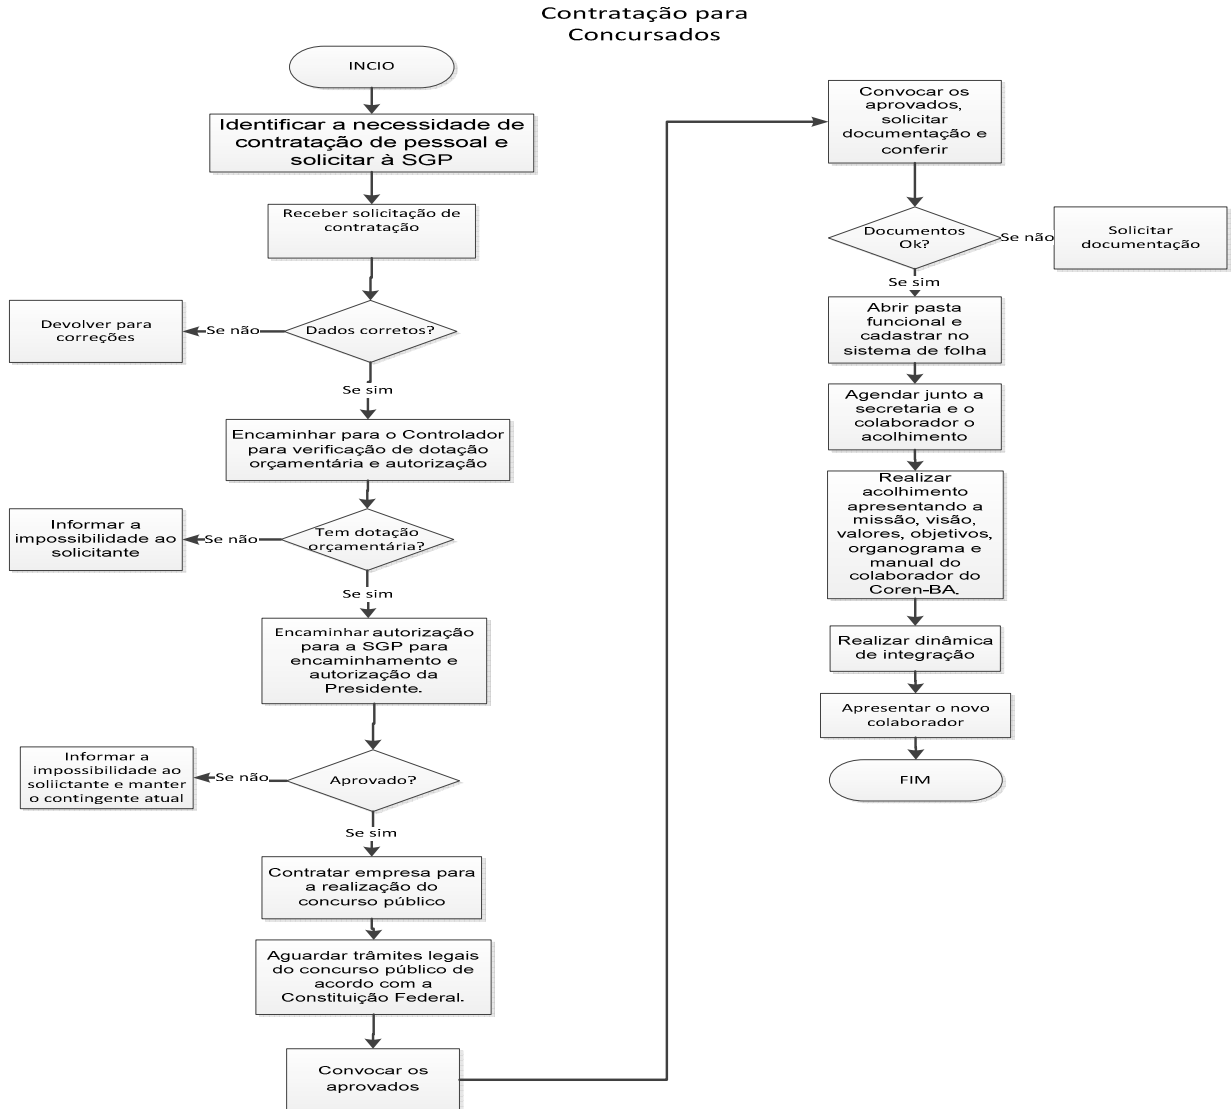 Contratação para
Concursados
INCIO
Identificar a necessidade de
contratação de pessoal e
solicitar à SGP
Receber solicitação de
contratação
Dados corretos?
Se não
Devolver para
correções
Se sim
Encaminhar para o Controlador
para verificação de dotação
orçamentária e autorização
Tem dotação
orçamentária?
Se não
Informar a
impossibilidade ao
solicitante
Se sim
Encaminhar autorização
para a SGP para
encaminhamento e
autorização da
Presidente.
Aprovado?
Se não
Informar a
impossibilidade ao
soliictante e manter
o contingente atual
Se sim
Contratar empresa para
a realização do
concurso público
Aguardar trâmites legais
do concurso público de
acordo com a
Constituição Federal.
Convocar os
aprovados
Convocar os
aprovados,
solicitar
documentação e
conferir
Documentos
Ok?
Se não
Solicitar
documentação
Se sim
Abrir pasta
funcional e
cadastrar no
sistema de folha
Agendar junto a
secretaria e o
colaborador o
acolhimento
Realizar
acolhimento
apresentando a
missão, visão,
valores, objetivos,
organograma e
manual do
colaborador do
Coren-BA.
Realizar dinâmica
de integração
Apresentar o novo
colaborador
FIM